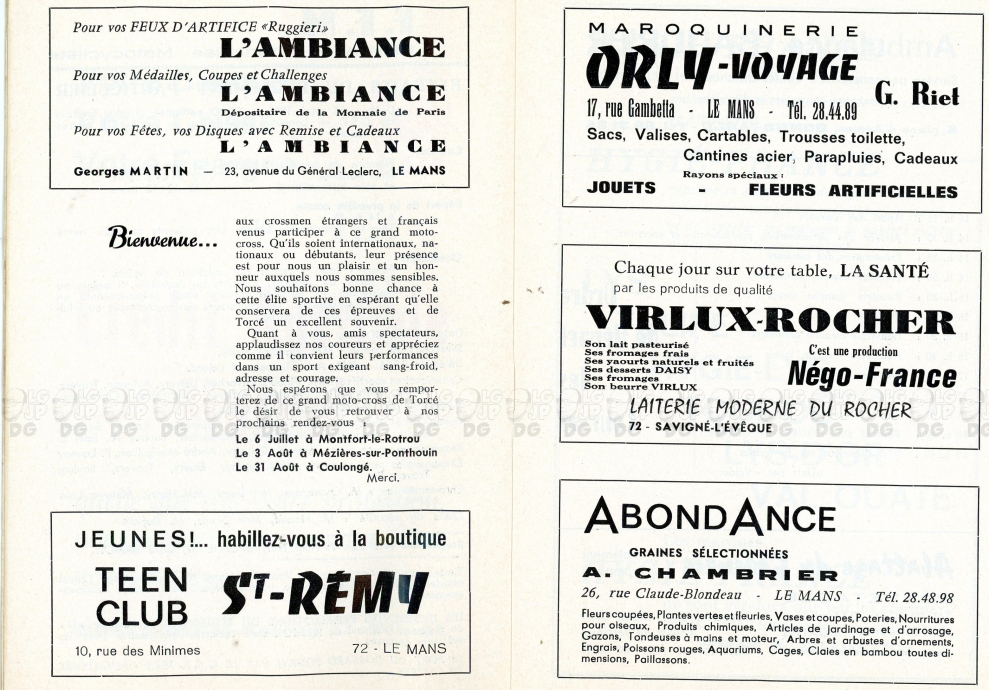 Pour vos FEUX D'ARTIFICE «Ruggieri»
L'AMBIANCE
Pour vos Médailles, Coupes et Challenges
L'AMBIANCE
Dépositaire de la Monnaie de Paris
Pour vos Fêtes, vos Disques avec Remise et Cadeaux
L'AMBIANCE
Georges MARTIN — 23, avenue du Général-Leclerc, LE MANS
Bienvenue...
aux crossmen étrangers et français
venus participer à ce grand moto-
cross. Qu'ils soient internationaux, na-
tionaux ou débutants, leur présence
est pour nous un plaisir et un hon-
neur auxquels nous sommes sensibles.
Nous souhaitons bonne chance à
cette élite sportive en espérant qu'elle
conservera de ces épreuves et de
Torcé un excellent souvenir.
Quant à vous, amis spectateurs,
applaudissez nos coureurs et appréciez
comme il convient leurs performances
dans un sport exigeant sang-froid,
adresse et courage.
Nous espérons que vous rempor-
terez de ce grand moto-cross de Torcé
le désir de vous retrouver à nos
prochains rendez-vous :
Le 6 Juillet à Montfort-le-Rotrou
Le 3 Août à Mézières-sur-Ponthouin
Le 31 Août à Coulongé.
Merci.
JEUNES!... habillez-vous à la boutique
TEEN
CLUB
ST-RÉMY
10, rue des Minimes 72 - LE MANS
MAROQUINERIE
ORLY-VOYAGE
G. Riet
17, rue Gambetta - LE MANS - Tél. 28.44.89
Sacs, Valises, Cartables, Trousses toilette,
Cantines acier, Parapluies, Cadeaux
Rayons spéciaux :
JOUETS - FLEURS ARTIFICIELLES
Chaque jour sur votre table, LA SANTÉ
par les produits de qualité
VIRLUX-ROCHER
Son lait pasteurisé
Ses fromages frais
Ses yaourts naturels et fruités
Ses desserts DAISY
Ses fromages
Son beurre VIRLUX
C'est une production
Négo-France
LAITERIE MODERNE DU ROCHER
72 - SAVIGNÉ-L'ÉVÊQUE
ABONDANCE
GRAINES SÉLECTIONNÉES
A. CHAMBRIER
26, rue Claude-Blondeau - LE MANS - Tél. 28.48.98
Fleurs coupées, Plantes vertes et fleuries, Vases et coupes, Poteries, Nourritures
pour oiseaux, Produits chimiques, Articles de jardinage et d'arrosage,
Gazons, Tondeuses à mains et moteur, Arbres et arbustes d'ornements,
Engrais, Poissons rouges, Aquariums, Cages, Claies en bambou toutes di-
mensions, Paillassons.